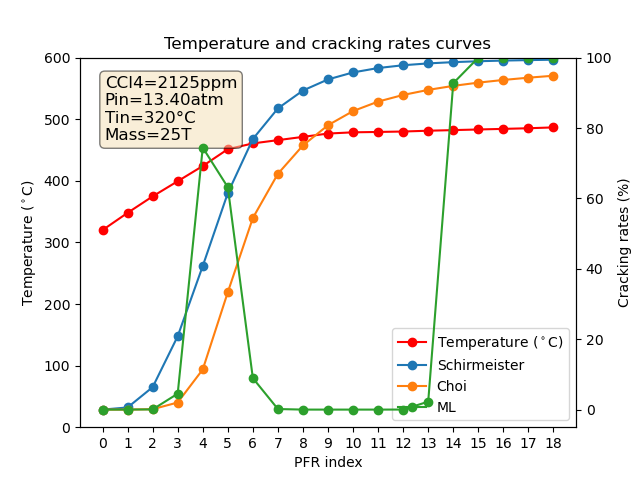 Temperature and cracking rates curves
CCl4=2125ppm
Pin=13.40atm
Tin=320°C
Mass=25T
600
500
400
300
200
100
0
Temperature (°C)
100
80
60
40
20
0
Cracking rates (%)
Temperature (°C)
Schirmeister
Choi
ML
0 1 2 3 4 5 6 7 8 9 10 11 12 13 14 15 16 17 18
PFR index